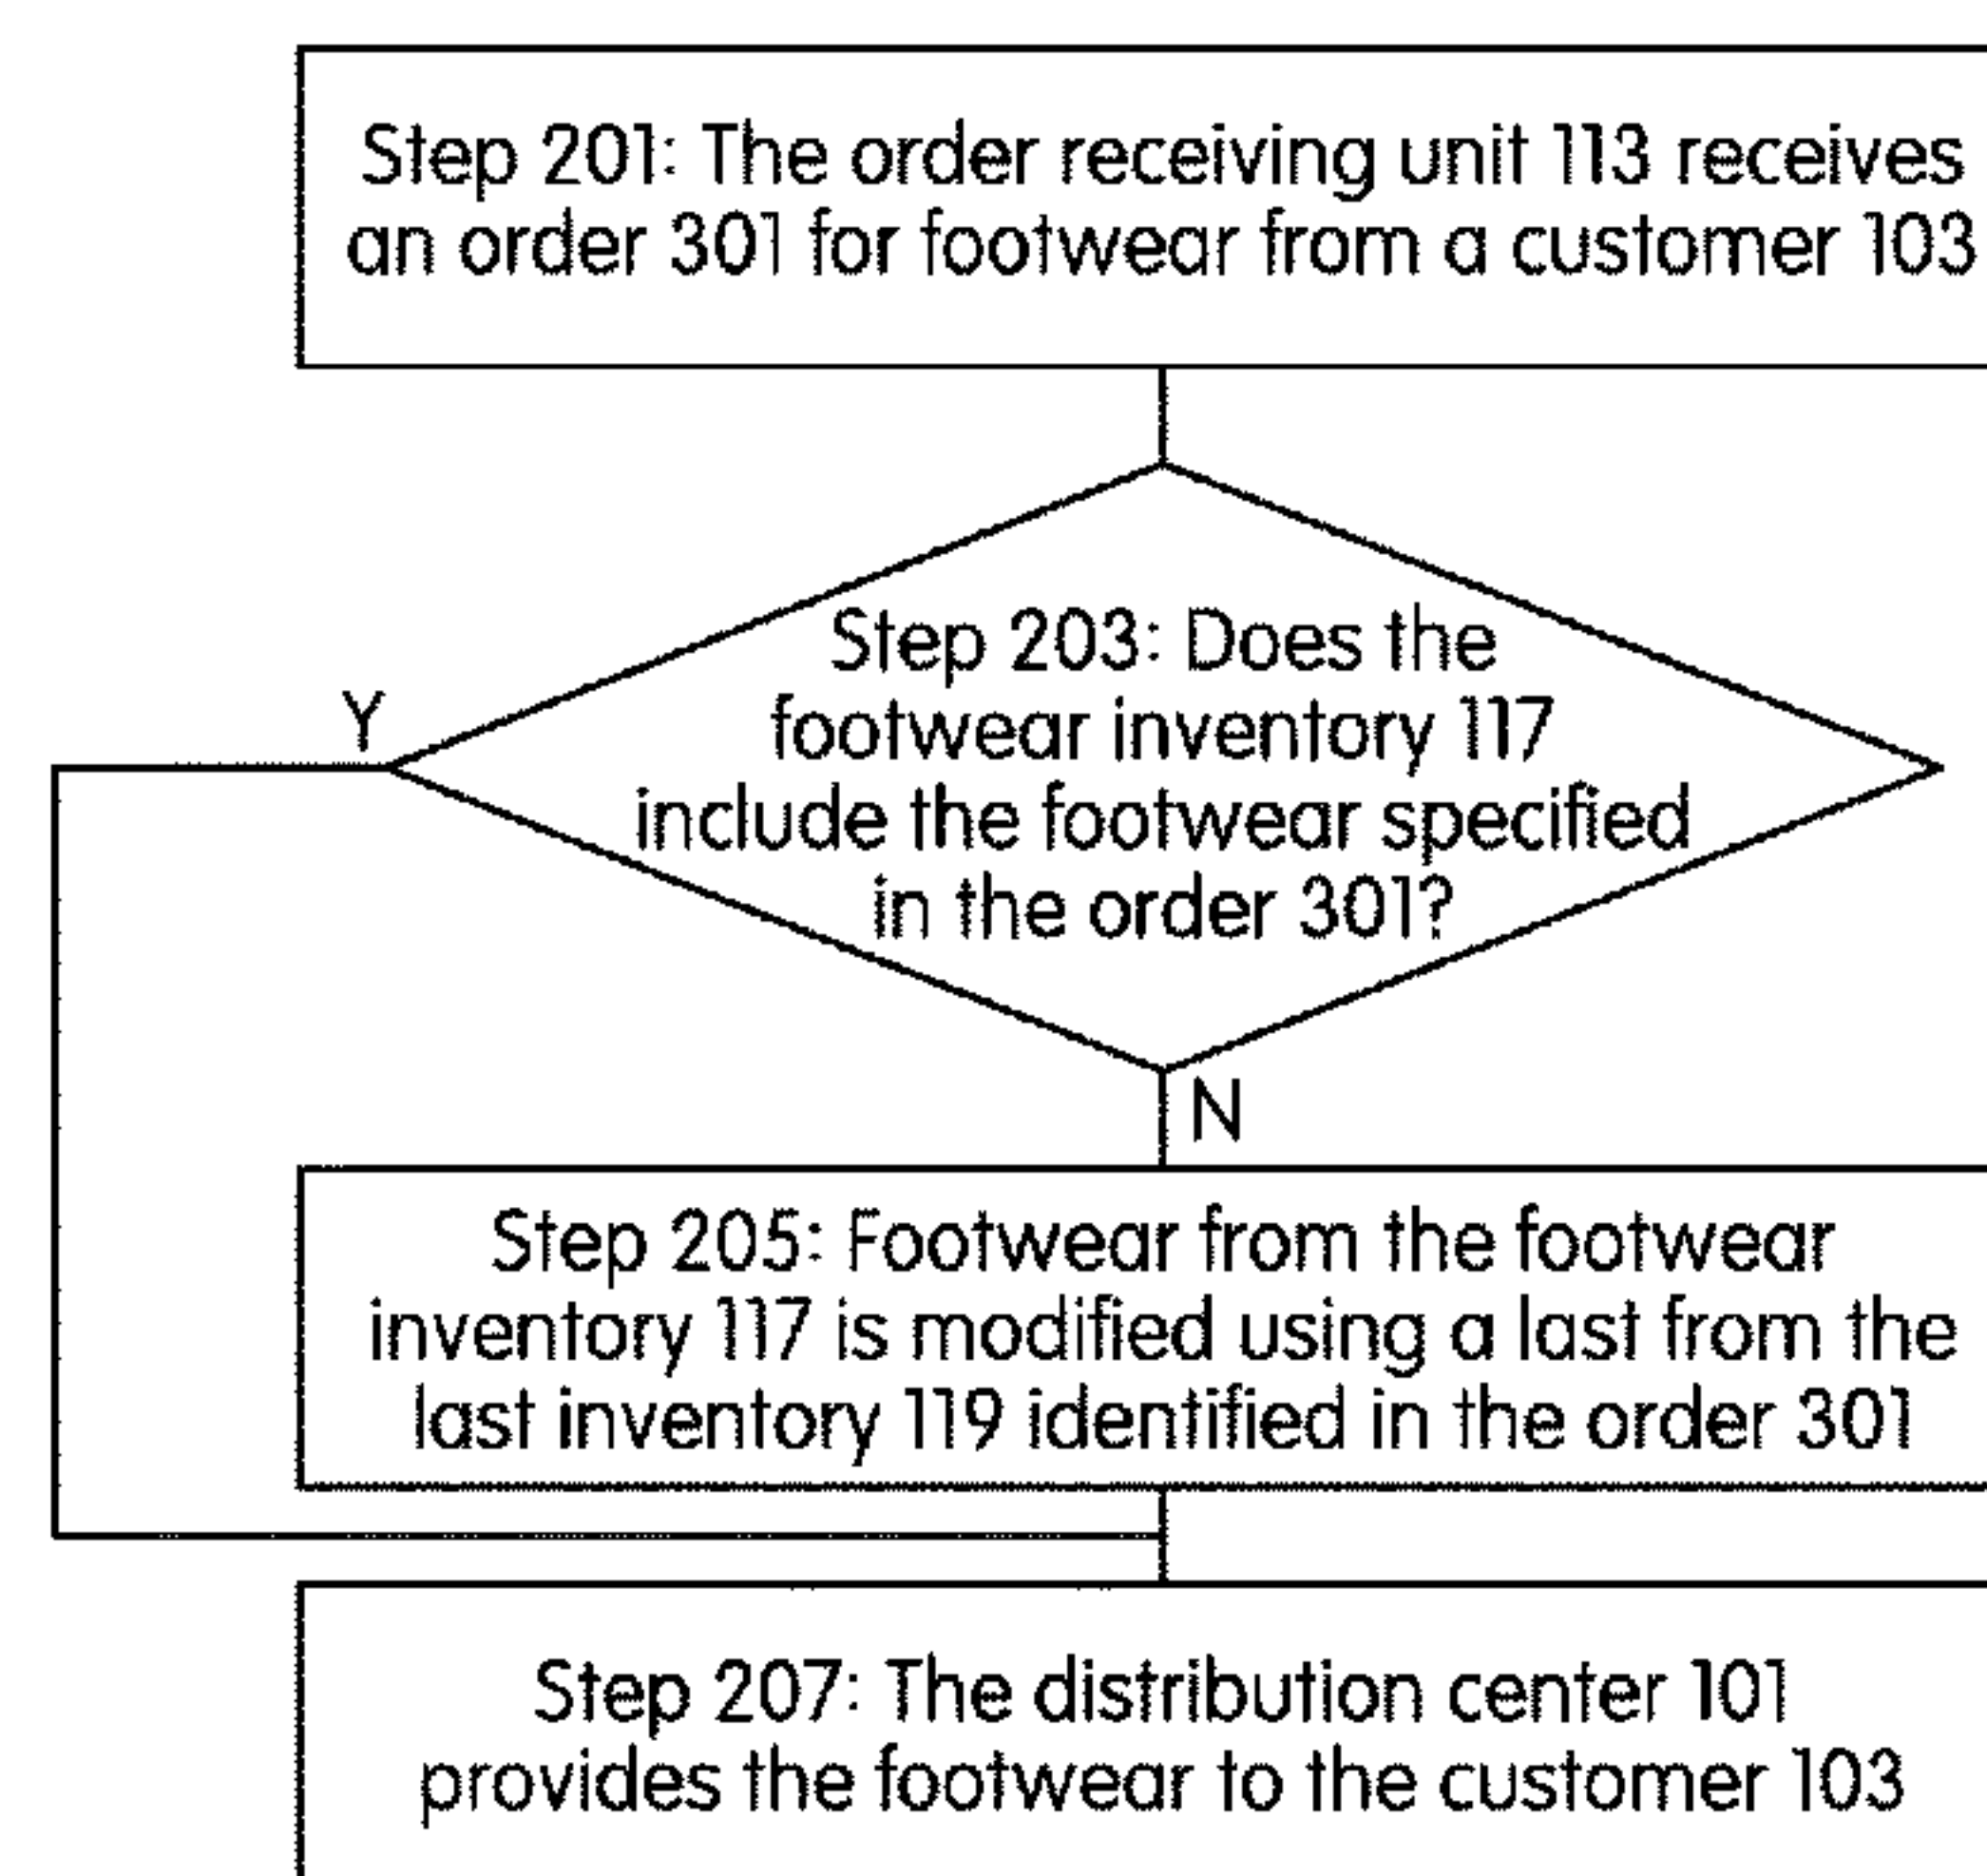 Step 201: The order receiving unit 113 receives
an order 301 for footwear from a customer 103
Step 203: Does the
footwear inventory 117
include the footwear specified
in the order 301?
Y
N
Step 205: Footwear from the footwear
inventory 117 is modified using a last from the
last inventory 119 identified in the order 301
Step 207: The distribution center 101
provides the footwear to the customer 103